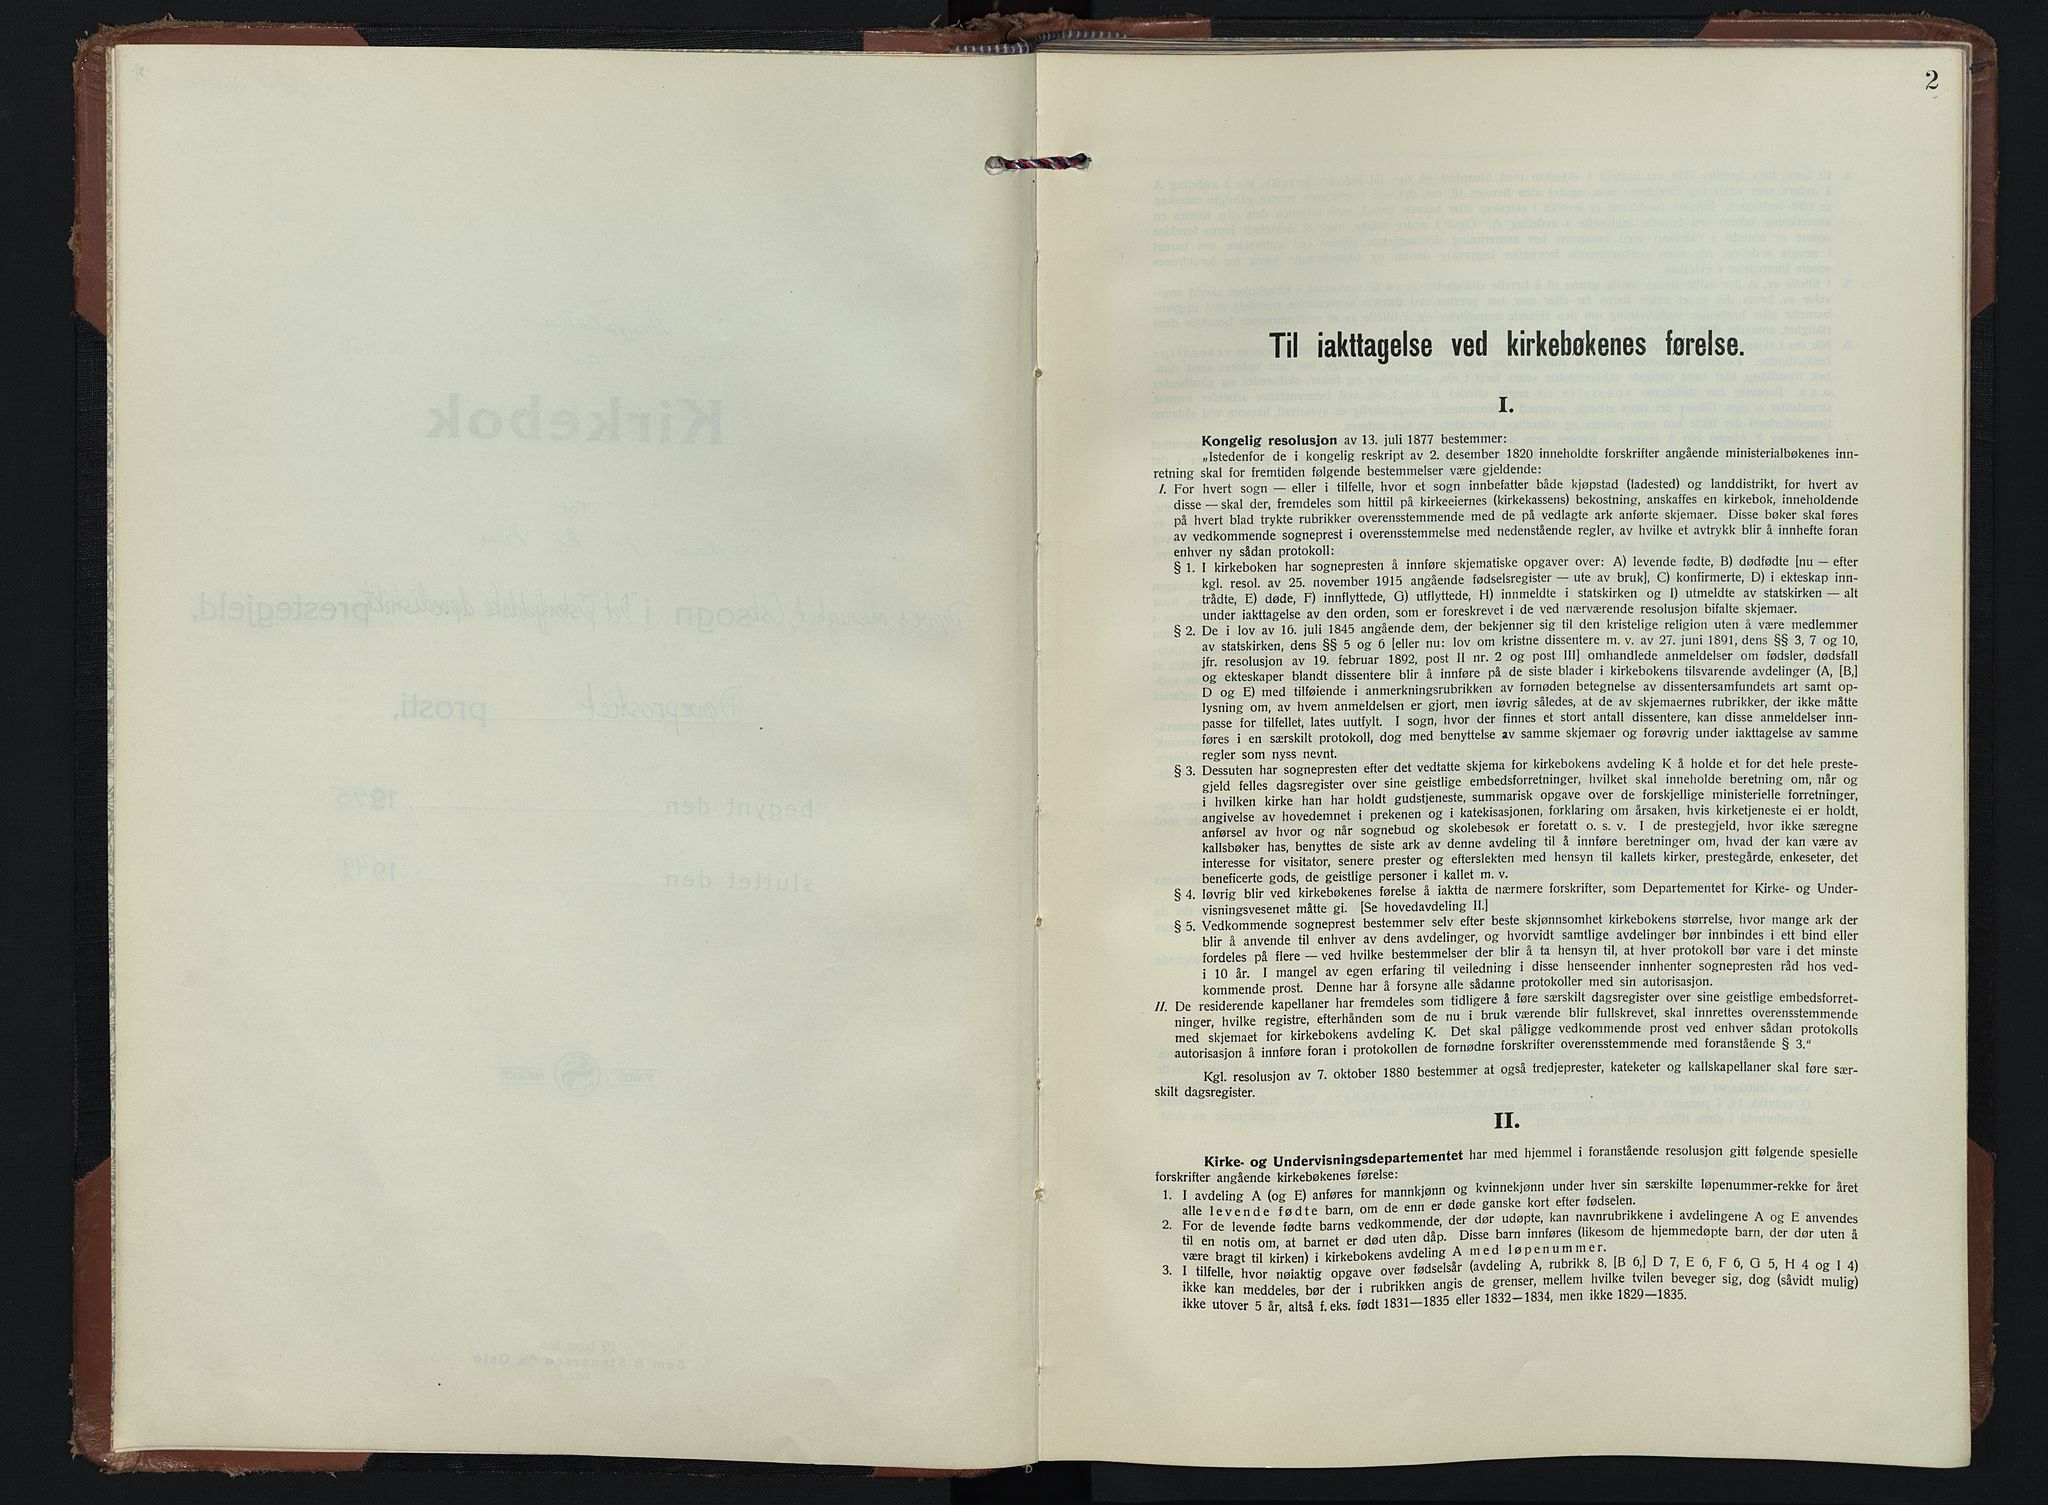 2
Til iakttagelse ved kirkebøkenes førelse.
I.
Kongelig resolusjon av 13. juli 1877 bestemmer:
„Istedenfor de i kongelig reskript av 2. desember 1820 inneholdte forskrifter angående ministerialbøkenes inn-
retning skal for fremtiden følgende bestemmelser være gjeldende:
I. For hvert sogn — eller i tilfelle, hvor et sogn innbefatter både kjøpstad (ladested) og landdistrikt, for hvert av
disse — skal der, fremdeles som hittil på kirkeeiernes (kirkekassens) bekostning, anskaffes en kirkebok, inneholdende
på hvert blad trykte rubrikker overensstemmende med de på vedlagte ark anførte skjemaer. Disse bøker skal føres
av vedkommende sogneprest i overensstemmelse med nedenstående regler, av hvilke et avtrykk blir å innhefte foran
enhver ny sådan protokoll:
§ 1. I kirkeboken har sognepresten å innføre skjematiske opgaver over: A) levende fødte, B) dødfødte [nu — efter
kgl. resol. av 25. november 1915 angående fødselsregister — ute av bruk], C) konfirmerte, D) i ekteskap inn-
trådte, E) døde, F) innflyttede, G) utflyttede, H) innmeldte i statskirken og I) utmeldte av statskirken — alt
under iakttagelse av den orden, som er foreskrevet i de ved nærværende resolusjon bifalte skjemaer.
§ 2. De i lov av 16. juli 1845 angående dem, der bekjenner sig til den kristelige religion uten å være medlemmer
av statskirken, dens §§ 5 og 6 [eller nu: lov om kristne dissentere m. v. av 27. juni 1891, dens §§ 3, 7 og 10,
jfr. resolusjon av 19. februar 1892, post II nr. 2 og post III] omhandlede anmeldelser om fødsler, dødsfall
og ekteskaper blandt dissentere blir å innføre på de siste blader i kirkebokens tilsvarende avdelinger (A, [B,]
D og E) med tilføiende i anmerkningsrubrikken av fornøden betegnelse av dissentersamfundets art samt op-
lysning om, av hvem anmeldelsen er gjort, men iøvrig således, at de av skjemaernes rubrikker, der ikke måtte
passe for tilfellet, lates uutfylt. I sogn, hvor der finnes et stort antall dissentere, kan disse anmeldelser inn-
føres i en særskilt protokoll, dog med benyttelse av samme skjemaer og forøvrig under iakttagelse av samme
regler som nyss nevnt.
§ 3. Dessuten har sognepresten efter det vedtatte skjema for kirkebokens avdeling K å holde et for det hele preste-
gjeld felles dagsregister over sine geistlige embedsforretninger, hvilket skal inneholde beretning om, når og
i hvilken kirke han har holdt gudstjeneste, summarisk opgave over de forskjellige ministerielle forretninger,
angivelse av hovedemnet i prekenen og i katekisasjonen, forklaring om årsaken, hvis kirketjeneste ei er holdt,
anførsel av hvor og når sognebud og skolebesøk er foretatt o. s. v. I de prestegjeld, hvor ikke særegne
kallsbøker has, benyttes de siste ark av denne avdeling til å innføre beretninger om, hvad der kan være av
interesse for visitator, senere prester og efterslekten med hensyn til kallets kirker, prestegårde, enkeseter, det
beneficerte gods, de geistlige personer i kallet m. v.
§ 4. Iøvrig blir ved kirkebøkenes førelse å iaktta de nærmere forskrifter, som Departementet for Kirke- og Under-
visningsvesenet måtte gi. [Se hovedavdeling II.]
§ 5. Vedkommende sogneprest bestemmer selv efter beste skjønnsomhet kirkebokens størrelse, hvor mange ark der
blir å anvende til enhver av dens avdelinger, og hvorvidt samtlige avdelinger bør innbindes i ett bind eller
fordeles på flere — ved hvilke bestemmelser der blir å ta hensyn til, at hver protokoll bør vare i det minste
i 10 år. I mangel av egen erfaring til veiledning i disse henseender innhenter sognepresten råd hos ved-
kommende prost. Denne har å forsyne alle sådanne protokoller med sin autorisasjon.
II. De residerende kapellaner har fremdeles som tidligere å føre særskilt dagsregister over sine geistlige embedsforret-
ninger, hvilke registre, efterhånden som de nu i bruk værende blir fullskrevet, skal innrettes overensstemmende
med skjemaet for kirkebokens avdeling K. Det skal påligge vedkommende prost ved enhver sådan protokolls
autorisasjon å innføre foran i protokollen de fornødne forskrifter overensstemmende med foranstående § 3.“
Kgl. resolusjon av 7. oktober 1880 bestemmer at også tredjeprester, kateketer og kallskapellaner skal føre sær-
skilt dagsregister.
II.
Kirke- og Undervisningsdepartementet har med hjemmel i foranstående resolusjon gitt følgende spesielle
forskrifter angående kirkebøkenes førelse:
1. I avdeling A (og E) anføres for mannkjønn og kvinnekjønn under hver sin særskilte løpenummer-rekke for året
alle levende fødte barn, om de enn er døde ganske kort efter fødselen.
2. For de levende fødte barns vedkommende, der dør udøpte, kan navnrubrikkene i avdelingene A og E anvendes
til en notis om, at barnet er død uten dåp. Disse barn innføres (likesom de hjemmedøpte barn, der dør uten å
være bragt til kirken) i kirkebokens avdeling A med løpenummer.
3. I tilfelle, hvor nøiaktig opgave over fødselsår (avdeling A, rubrikk 8, [B 6,] D 7, E 6, F 6, G 5, H 4 og I 4)
ikke kan meddeles, bør der i rubrikken angis de grenser, mellem hvilke tvilen beveger sig, dog (såvidt mulig)
ikke utover 5 år, altså f. eks. født 1831—1835 eller 1832—1834, men ikke 1829—1835.